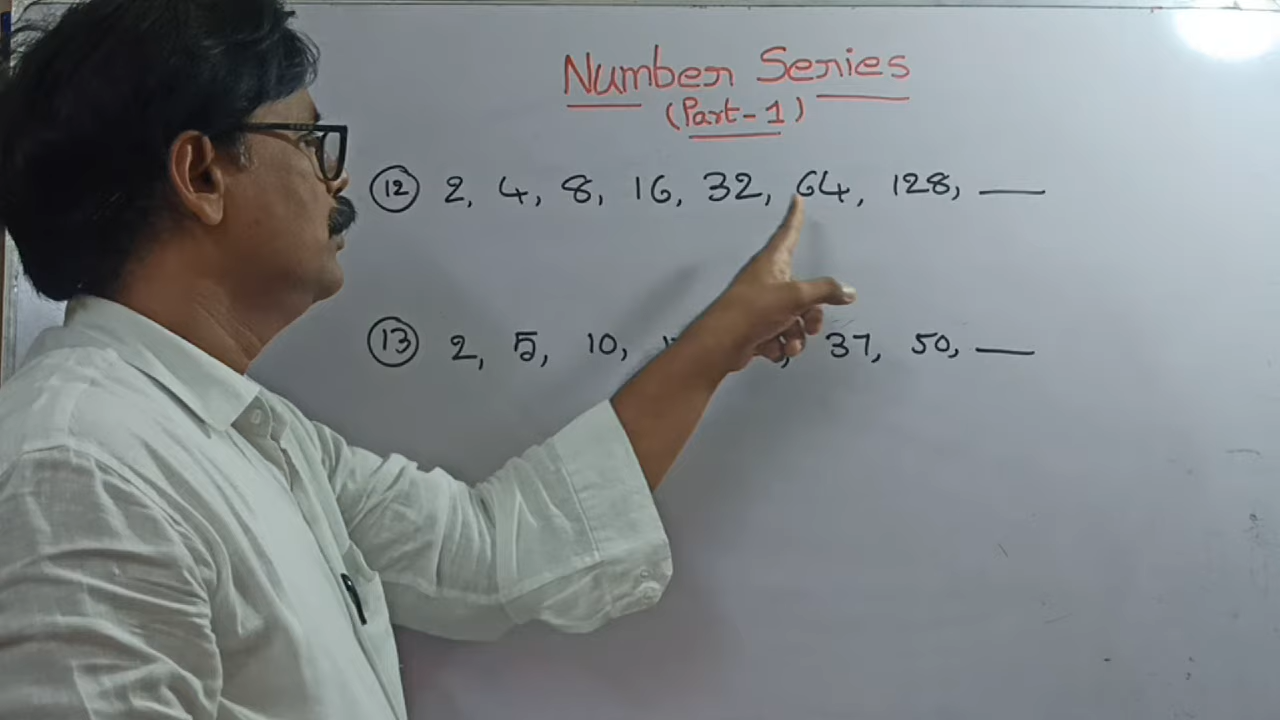 Number Series
(Part-1)
12 2, 4, 8, 16, 32, 64, 128, ___
13 2, 5, 10, 37, 50, ___